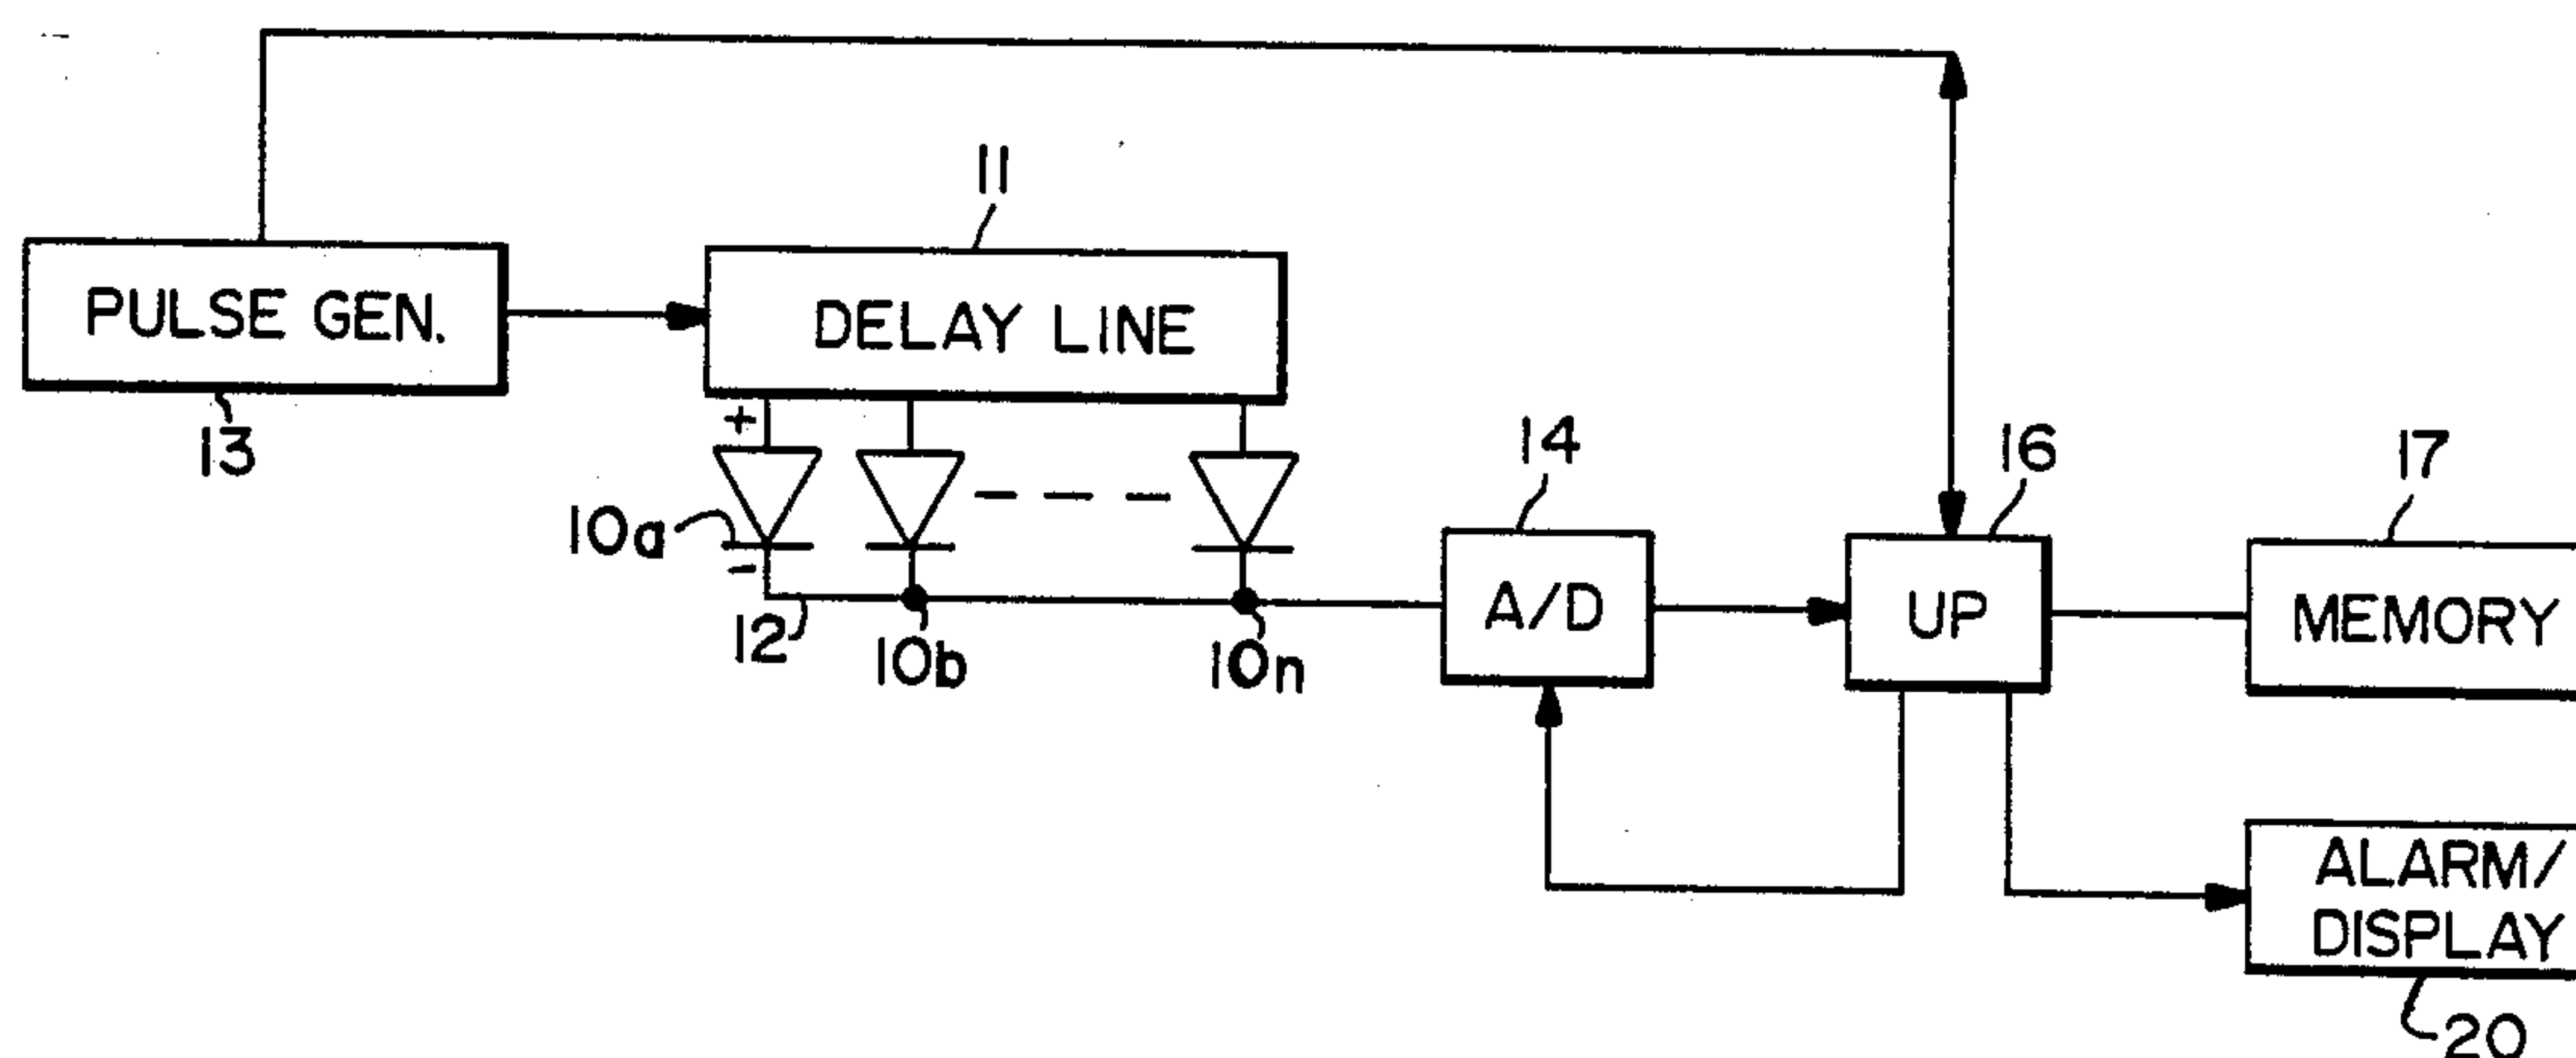 11
PULSE GEN.
DELAY LINE
13
+
10a
-
12
10b
10n
14
A/D
16
UP
17
MEMORY
ALARM/
DISPLAY
20